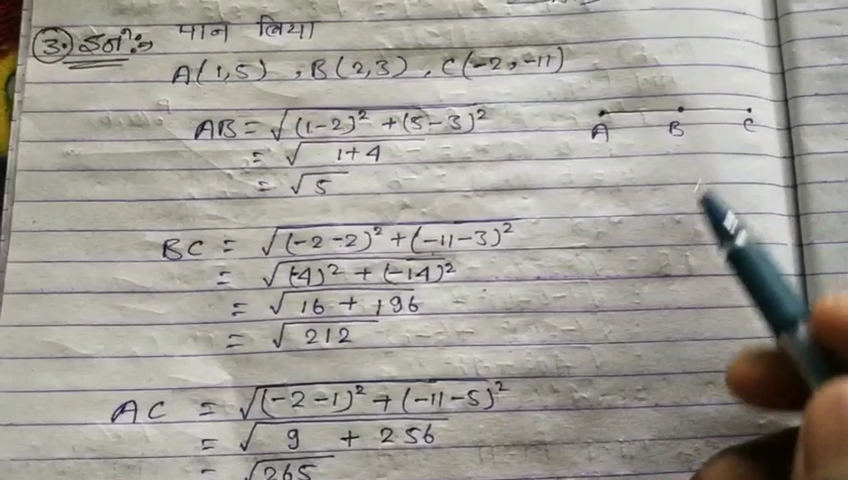 3. हल :-
मान लिया
A(1,5) , B(2,3) , C(-2,-11)
AB = √(1-2)² + (5-3)²
= √ 1+4
= √5
A B C
BC = √(-2-2)² + (-11-3)²
= √(-4)² + (-14)²
= √16 + 196
= √212
AC = √(-2-1)² + (-11-5)²
= √ 9 + 256
= √265